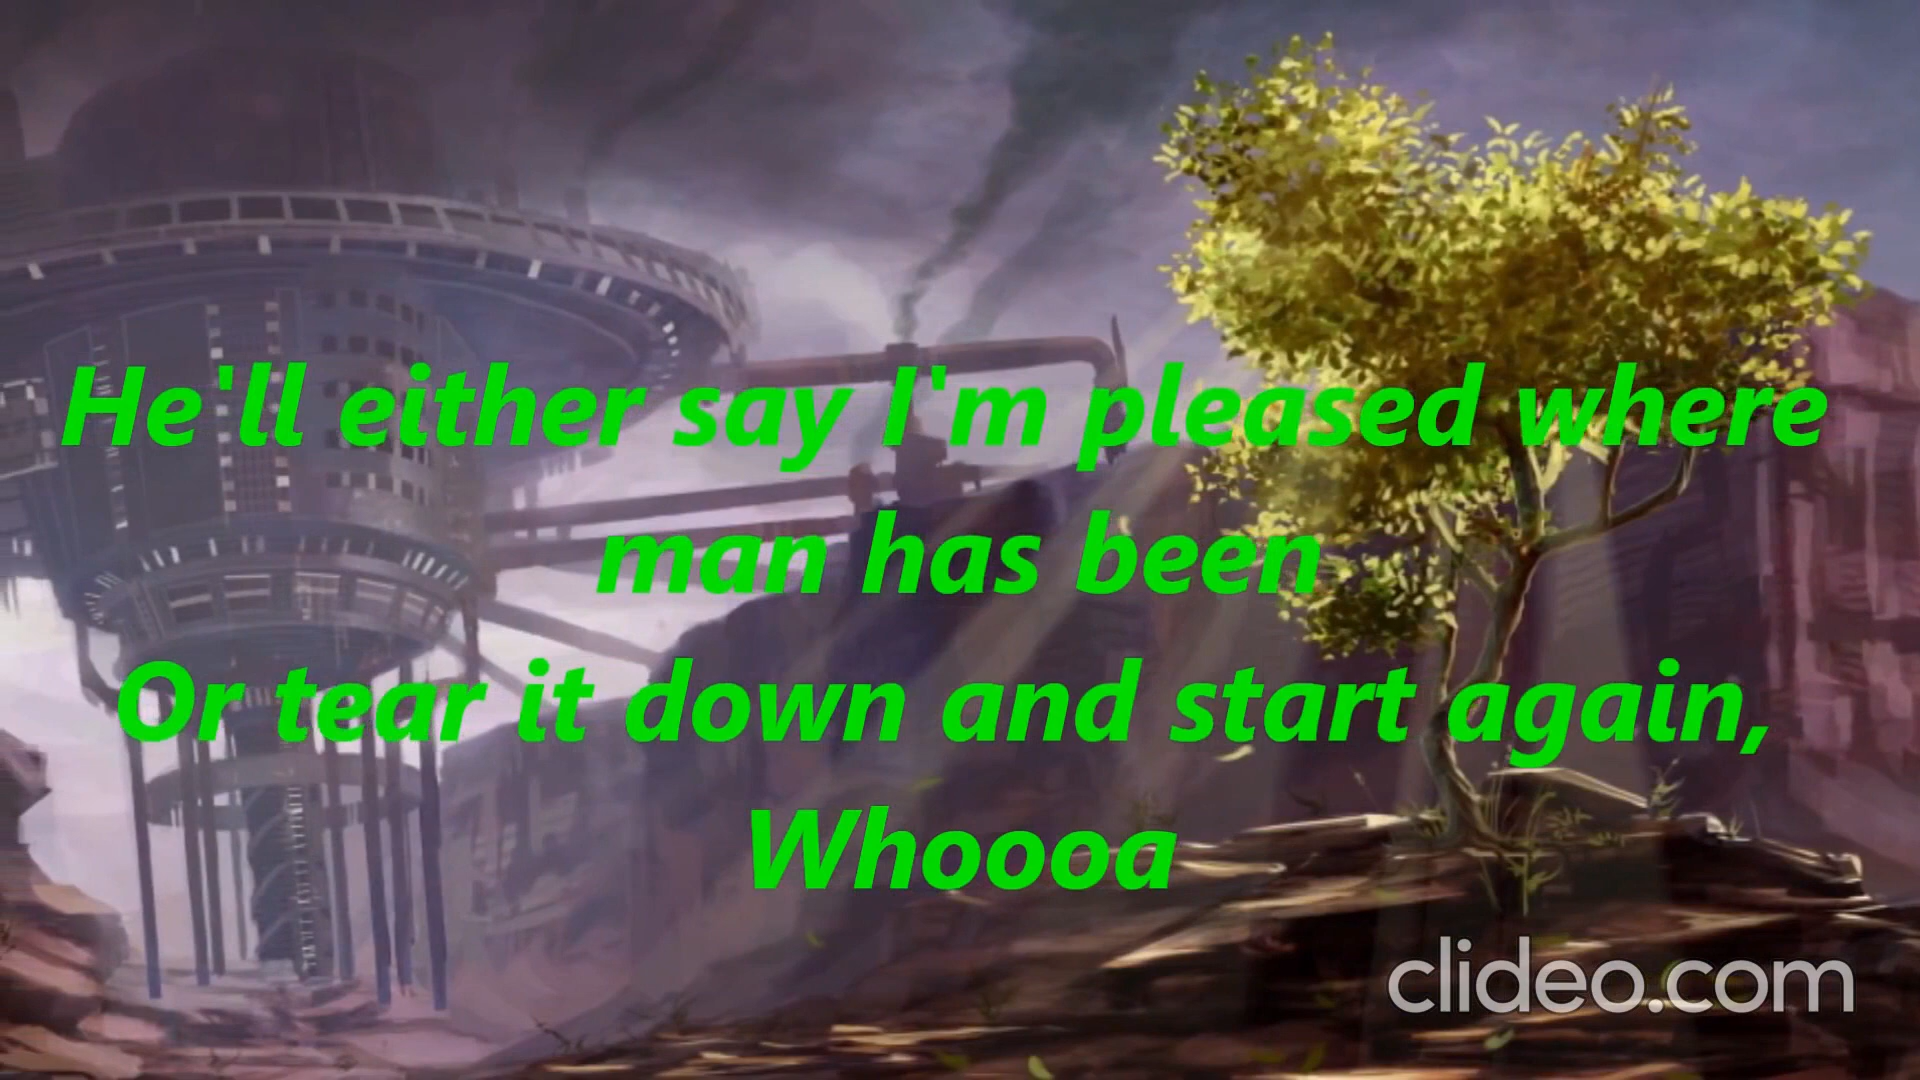 He'll either say I'm pleased where
man has been
Or tear it down and start again,
Whoooa
clideo.com